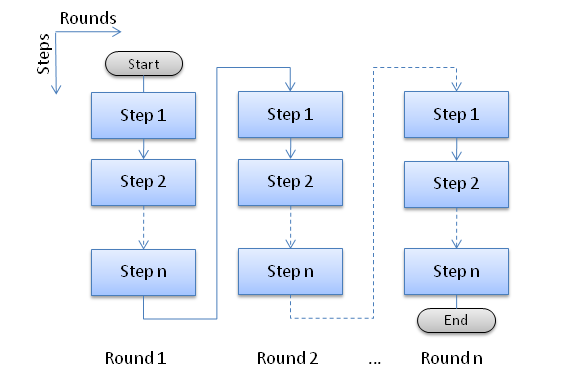 Rounds
Steps
Start
Step 1
Step 2
Step n
Step 1
Step 2
Step n
Step 1
Step 2
Step n
End
Round 1
Round 2
...
Round n